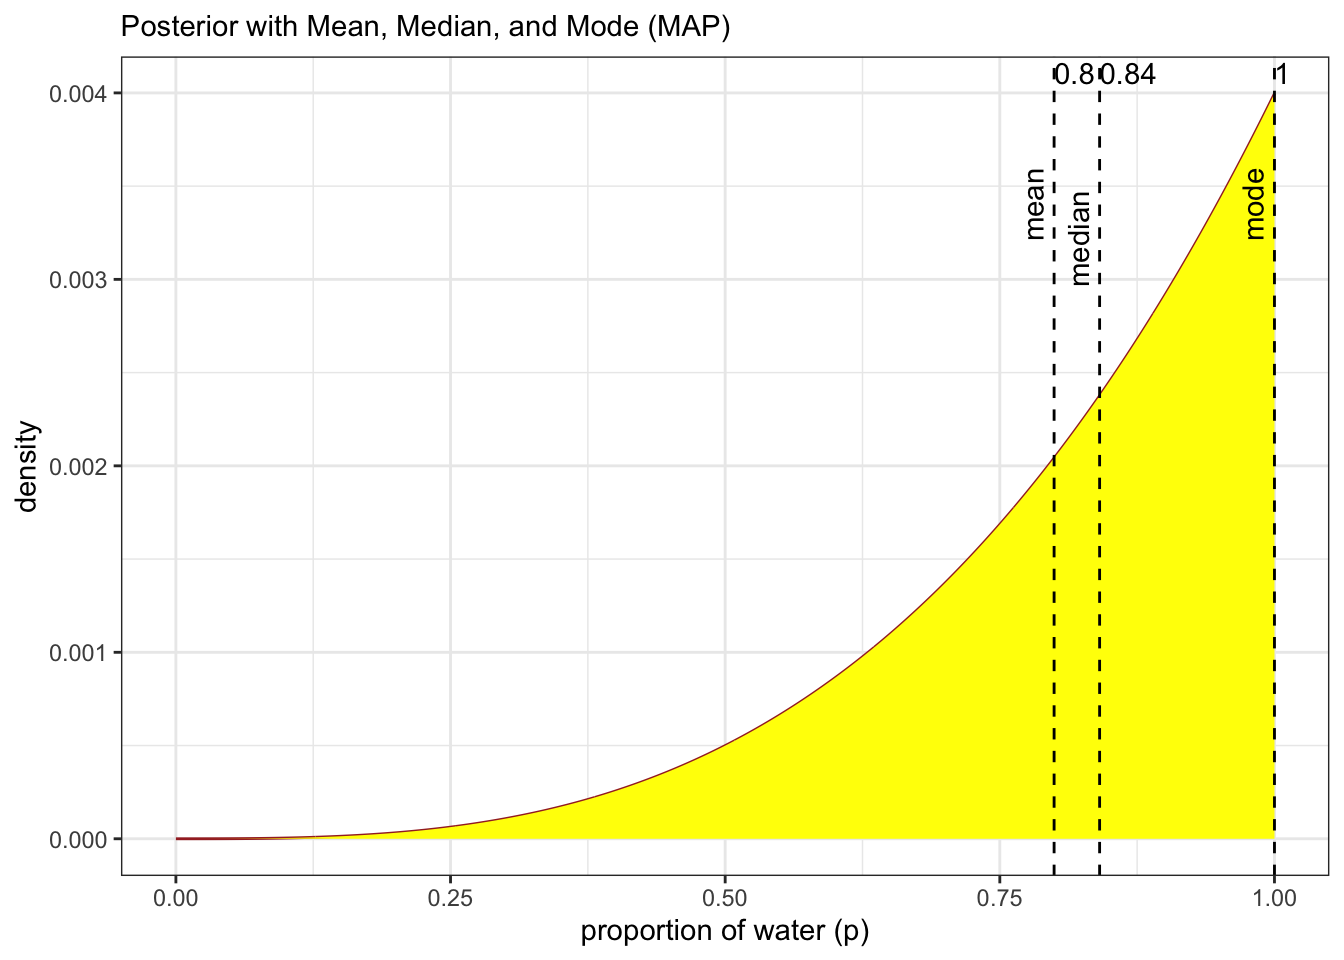 Posterior with Mean, Median, and Mode (MAP)
0.8 0.84 1
0.004
mean
median
mode
0.003
density
0.002
0.001
0.000
0.00 0.25 0.50 0.75 1.00
proportion of water (p)